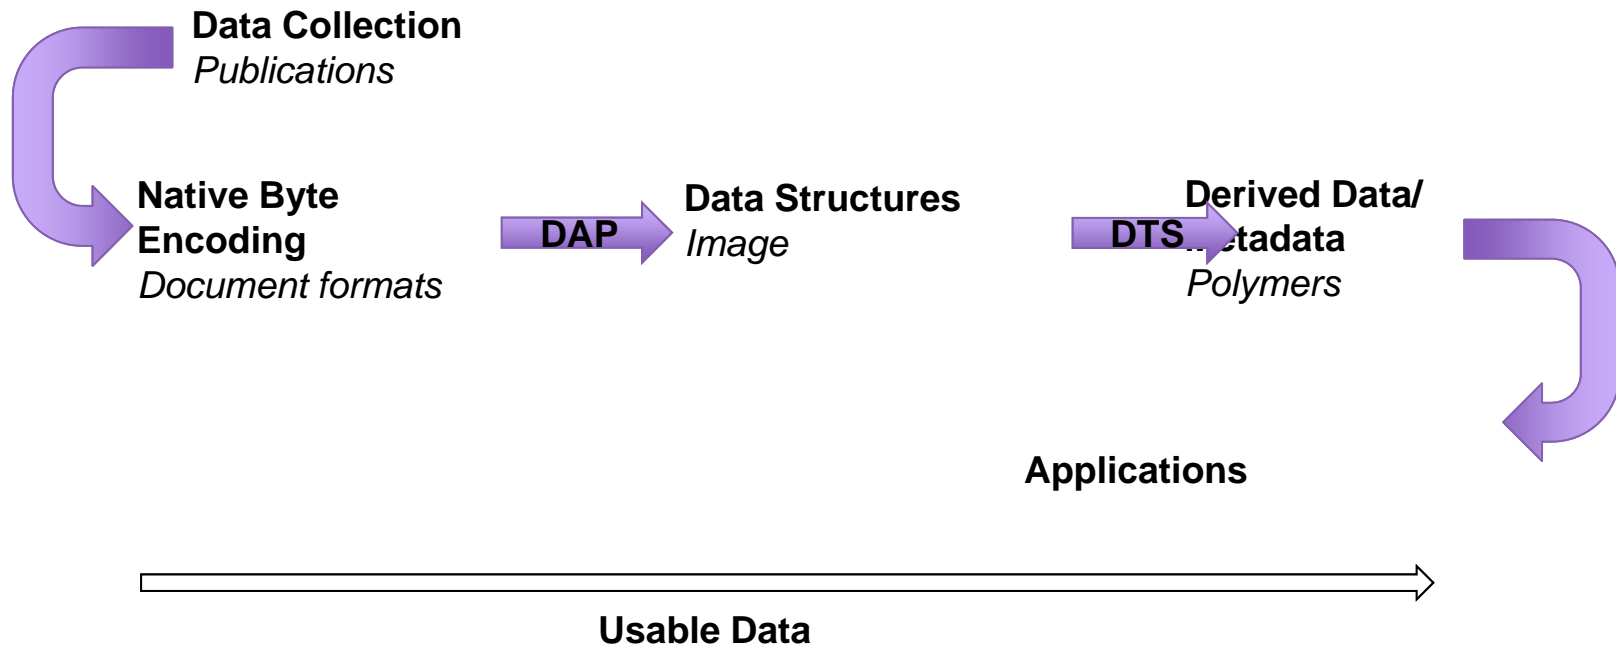 Data Collection
Publications
Native Byte
Encoding
Document formats
DAP
Data Structures
Image
DTS
Derived Data/
Metadata
Polymers
Applications
Usable Data